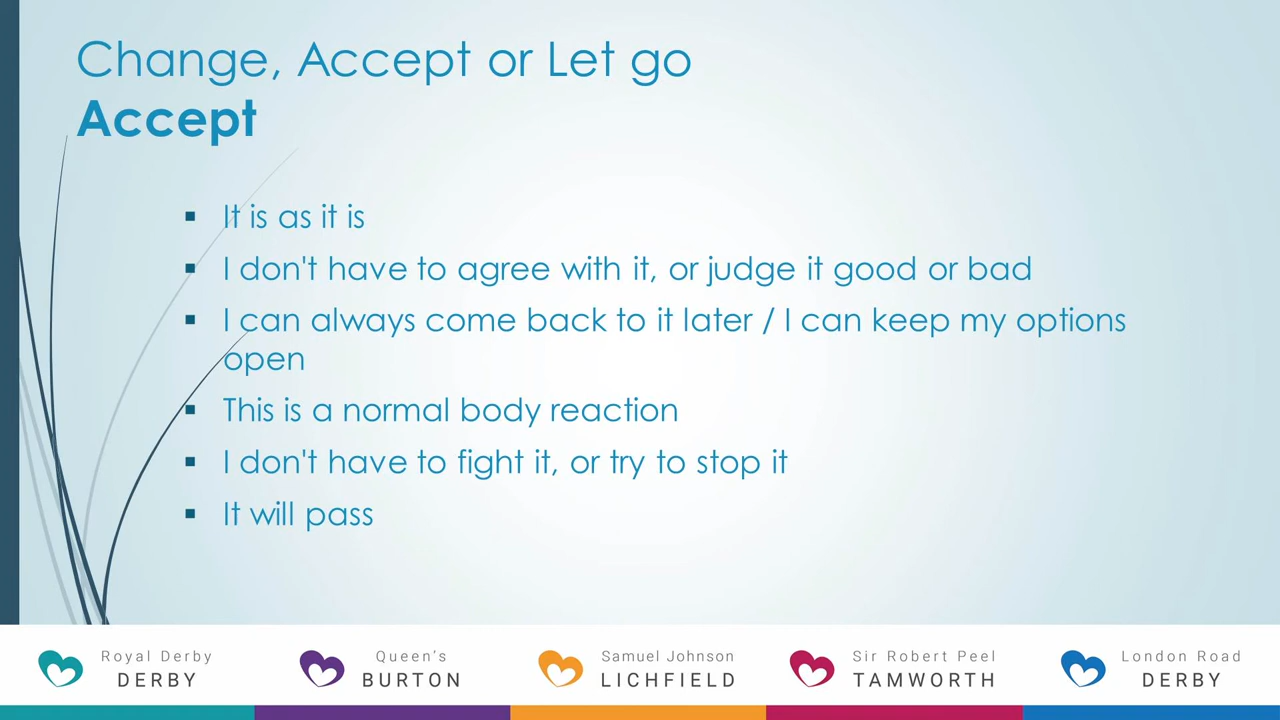 Change, Accept or Let go
Accept
▪ It is as it is
▪ I don't have to agree with it, or judge it good or bad
▪ I can always come back to it later / I can keep my options
open
▪ This is a normal body reaction
▪ I don't have to fight it, or try to stop it
▪ It will pass
Royal Derby
DERBY
Queen's
BURTON
Samuel Johnson
LICHFIELD
Sir Robert Peel
TAMWORTH
London Road
DERBY